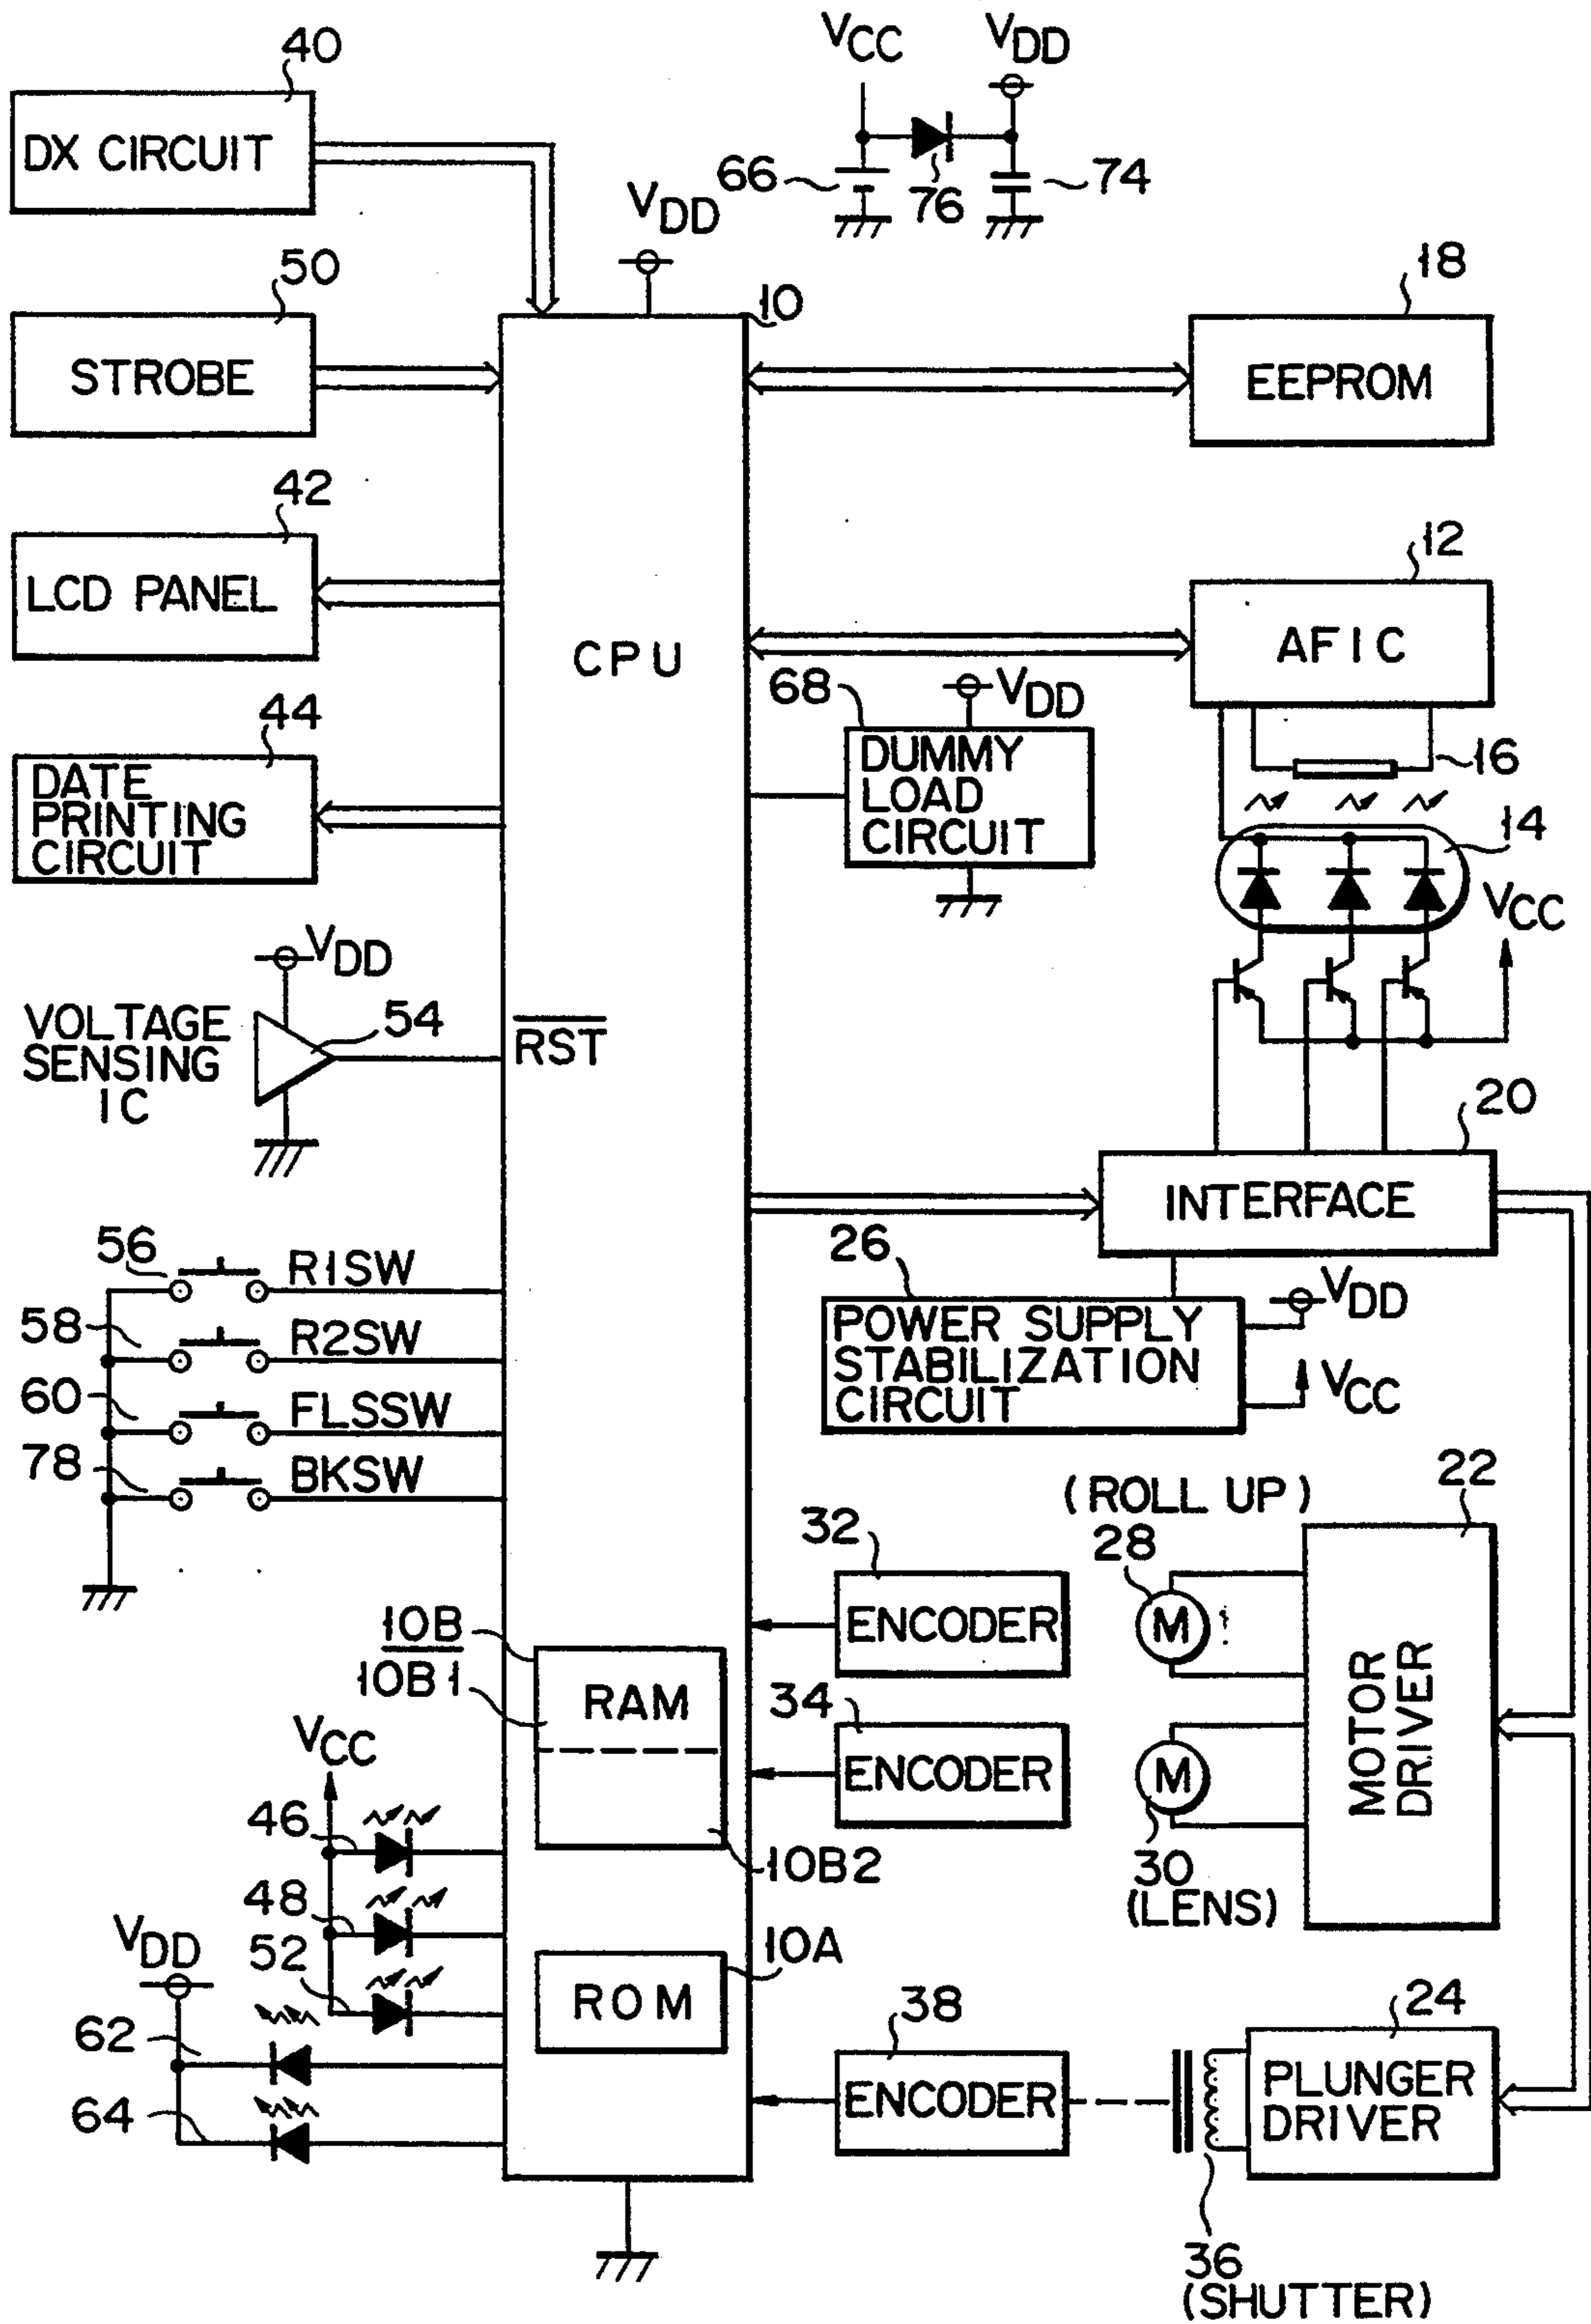 40
DX CIRCUIT
VCC
VDD
66
76
74
VDD
50
STROBE
10
18
EEPROM
42
LCD PANEL
CPU
12
AFIC
68
VDD
DUMMY
LOAD
CIRCUIT
16
14
VCC
44
DATE
PRINTING
CIRCUIT
VDD
VOLTAGE
SENSING
IC
54
RST
20
INTERFACE
26
POWER SUPPLY
STABILIZATION
CIRCUIT
VDD
VCC
56
R1SW
58
R2SW
60
FLSSW
78
BKSW
(ROLL UP)
28
M
22
MOTOR
DRIVER
32
ENCODER
34
ENCODER
M
30
(LENS)
10B
10B1
RAM
10B2
10A
ROM
VCC
46
48
52
VDD
62
64
38
ENCODER
24
PLUNGER
DRIVER
36
(SHUTTER)